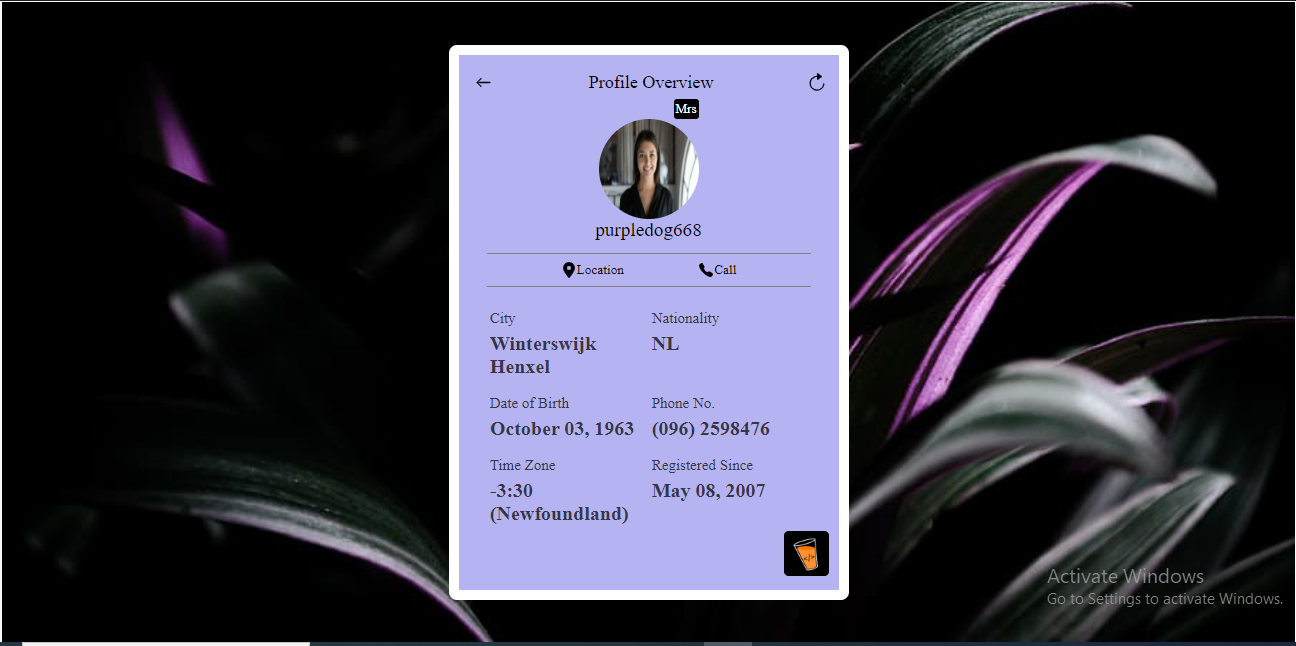 Profile Overview
Mrs
purpledog668
Location Call
City Nationality
Winterswijk NL
Henxel
Date of Birth Phone No.
October 03, 1963 (096) 2598476
Time Zone Registered Since
-3:30 May 08, 2007
(Newfoundland)
</>
Activate Windows
Go to Settings to activate Windows.